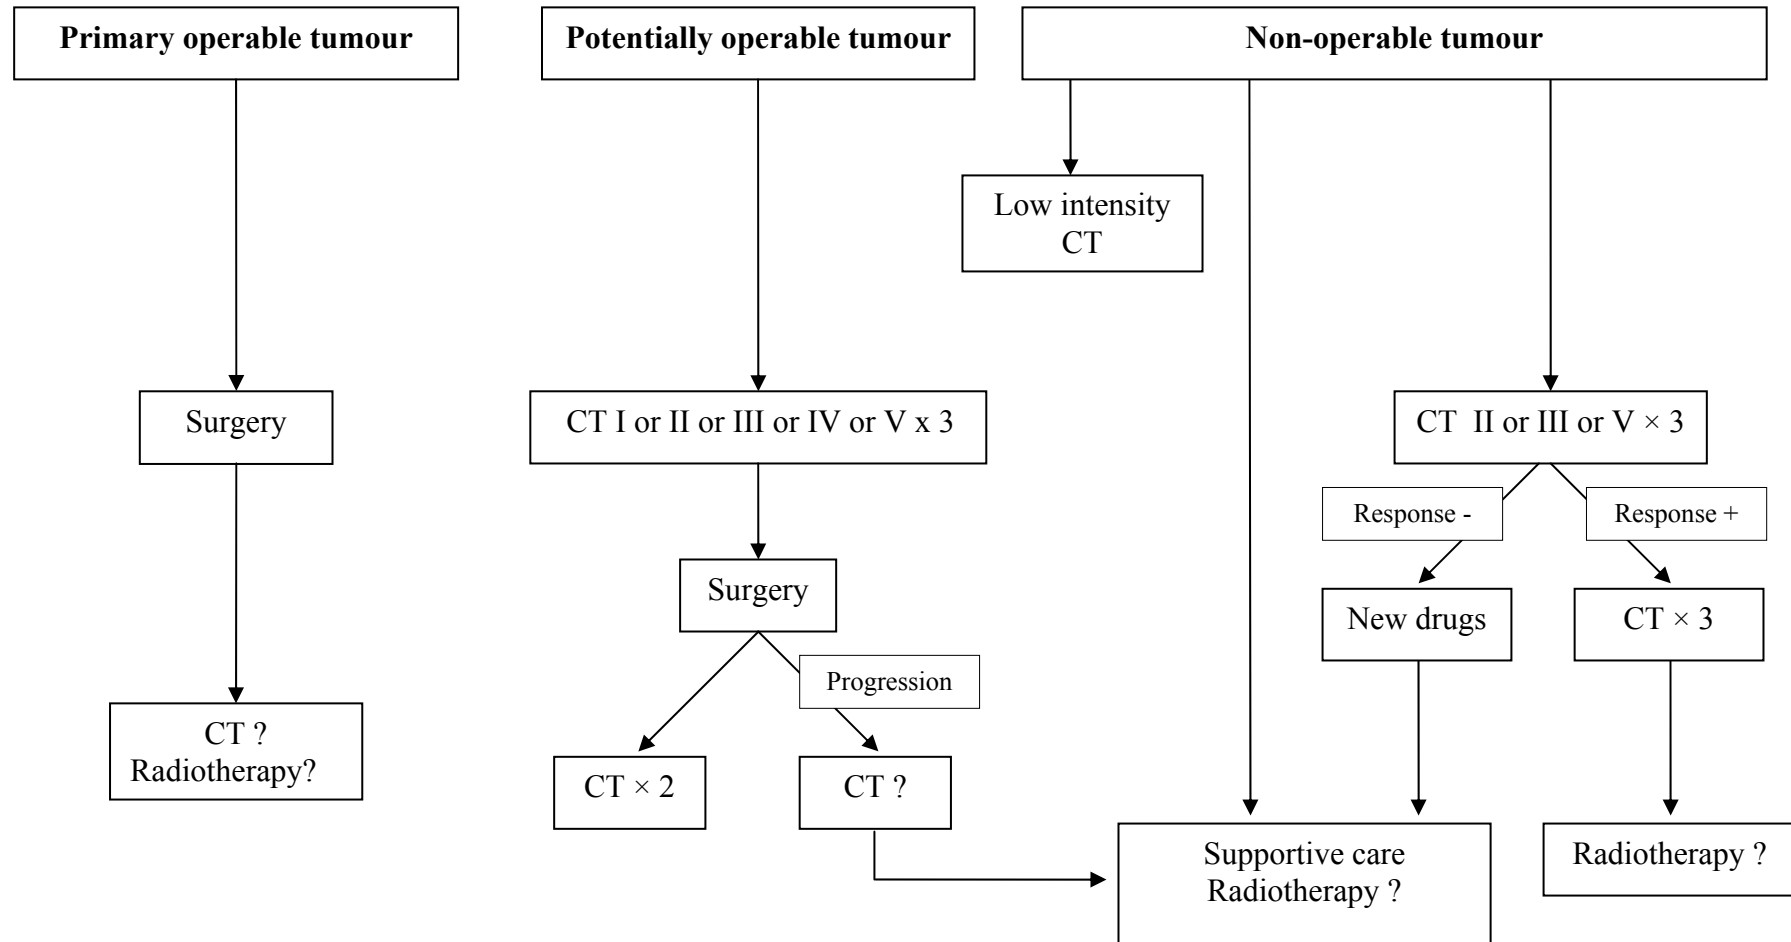 Primary operable tumour
Potentially operable tumour
Non-operable tumour
Low intensity
CT
Surgery
CT I or II or III or IV or V x 3
CT II or III or V × 3
Response -
Response +
Surgery
New drugs
CT × 3
Progression
CT ?
Radiotherapy?
CT × 2
CT ?
Supportive care
Radiotherapy ?
Radiotherapy ?